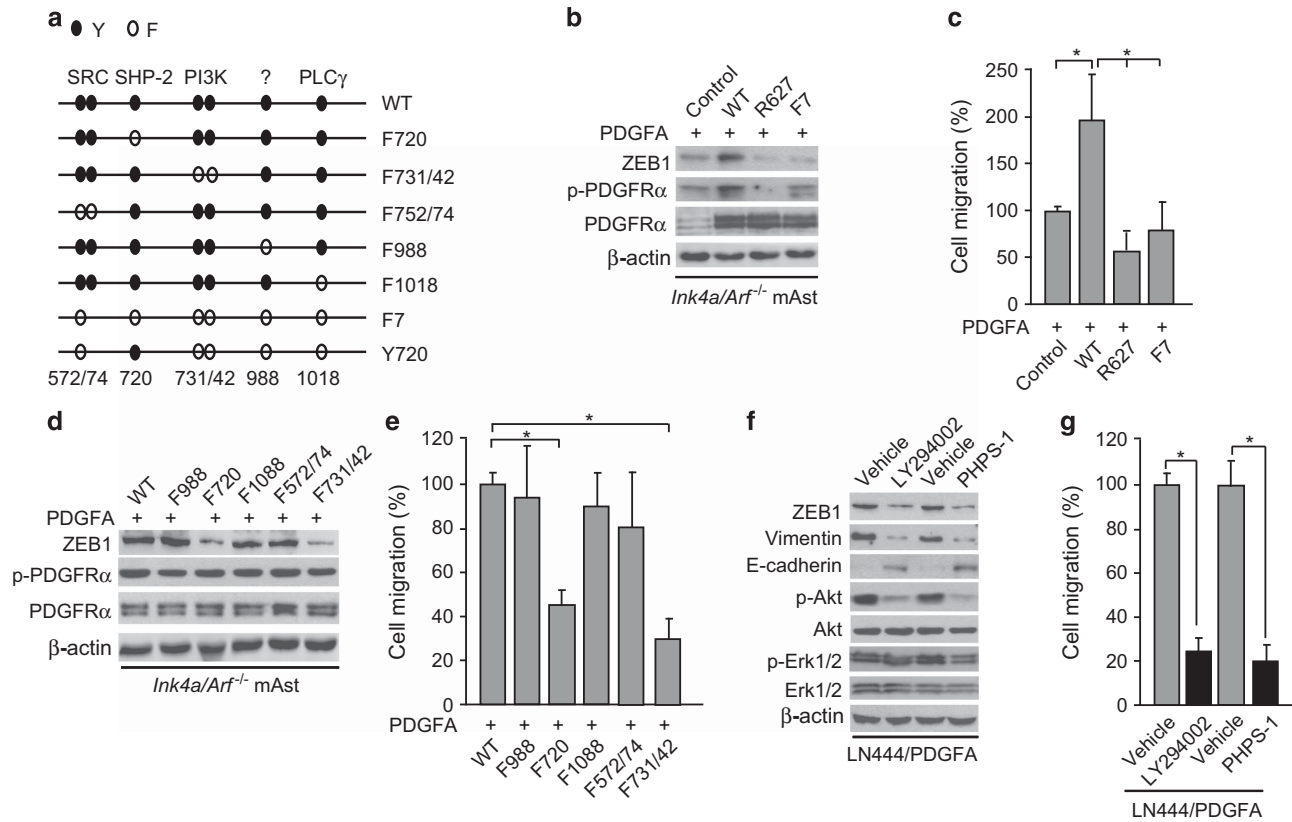 a
Y F
SRC SHP-2 PI3K ? PLCγ
WT
F720
F731/42
F752/74
F988
F1018
F7
Y720
572/74 720 731/42 988 1018
b
Control WT R627 F7
PDGFA + + + +
ZEB1
p-PDGFRα
PDGFRα
β-actin
Ink4a/Arf-/- mAst
c
* *
Cell migration (%)
250
200
150
100
50
0
PDGFA + + + +
Control WT R627 F7
d
WT F988 F720 F1088 F572/74 F731/42
PDGFA + + + + + +
ZEB1
p-PDGFRα
PDGFRα
β-actin
Ink4a/Arf-/- mAst
e
*
*
Cell migration (%)
120
100
80
60
40
20
0
PDGFA + + + + + +
WT F988 F720 F1088 F572/74 F731/42
f
Vehicle LY294002 Vehicle PHPS-1
ZEB1
Vimentin
E-cadherin
p-Akt
Akt
p-Erk1/2
Erk1/2
β-actin
LN444/PDGFA
g
* *
Cell migration (%)
120
100
80
60
40
20
0
Vehicle LY294002 Vehicle PHPS-1
LN444/PDGFA